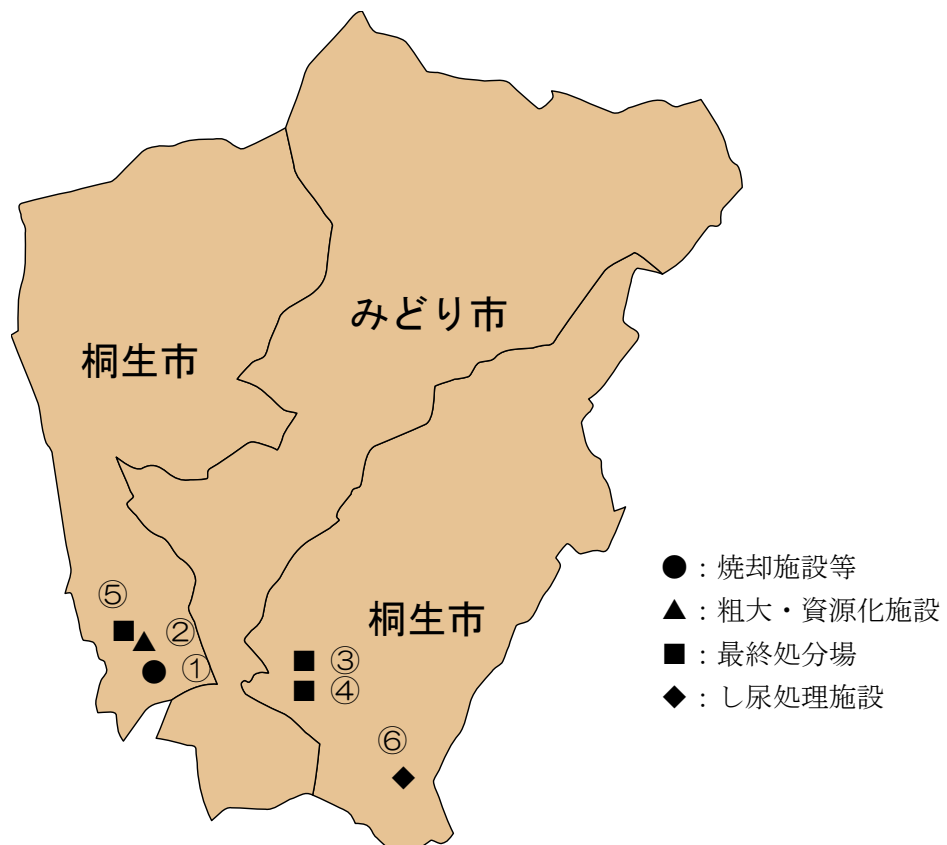 みどり市
桐生市
⑤
②
①
桐生市
③
④
⑥
●：焼却施設等
▲：粗大・資源化施設
■：最終処分場
◆：し尿処理施設